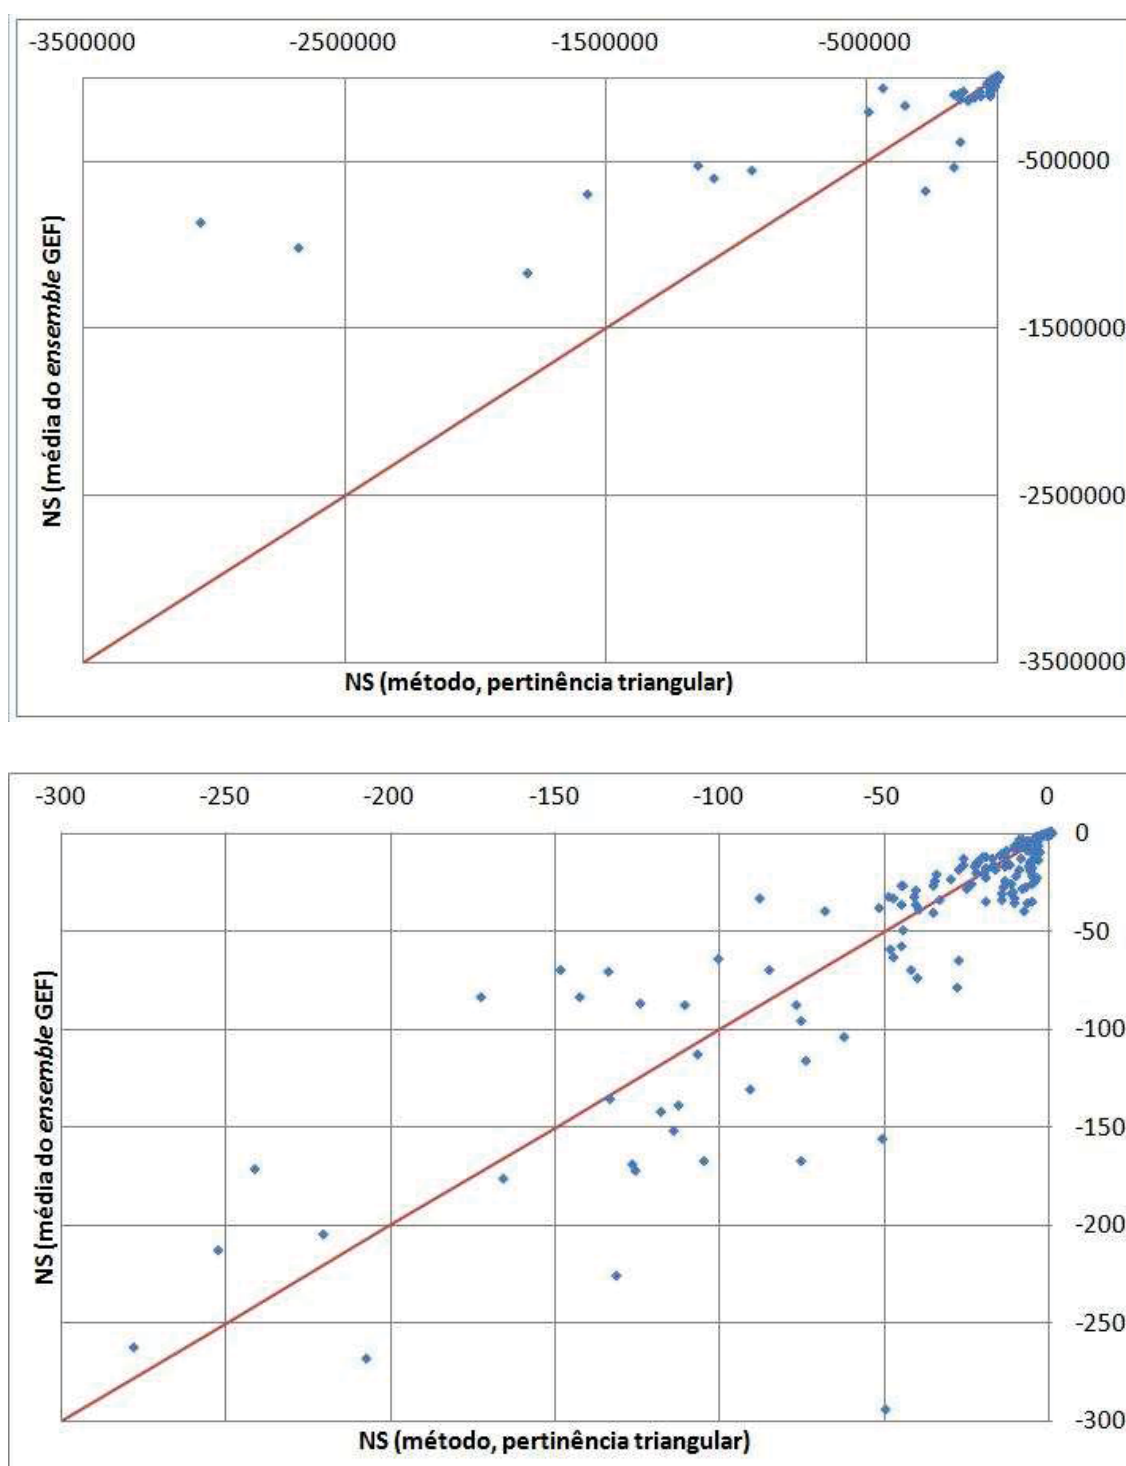 -3500000 -2500000 -1500000 -500000
-500000
-1500000
-2500000
-3500000
NS (média do ensemble GEF)
NS (método, pertinência triangular)
-300 -250 -200 -150 -100 -50 0
0
-50
-100
-150
-200
-250
-300
NS (média do ensemble GEF)
NS (método, pertinência triangular)